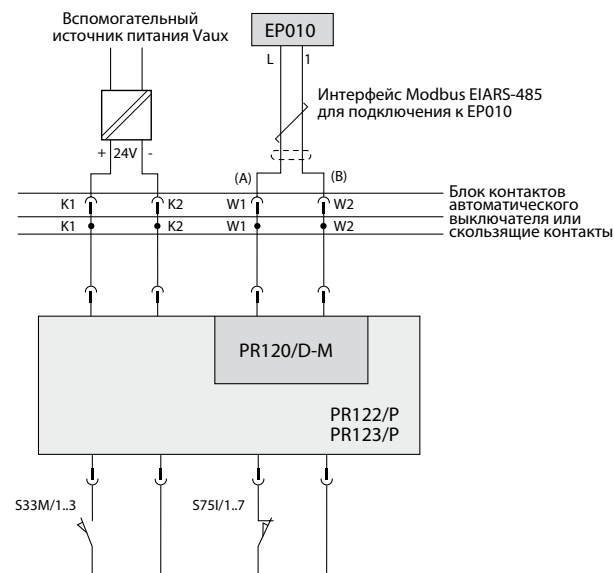 Вспомогательный
источник питания Vaux
EP010
L 1
Интерфейс Modbus EIARS-485
для подключения к EP010
+ 24V -
(A) (B)
K1 K2 W1 W2
Блок контактов
автоматического
выключателя или
скользящие контакты
K1 K2 W1 W2
PR120/D-M
PR122/P
PR123/P
S33M/1..3 S75I/1..7